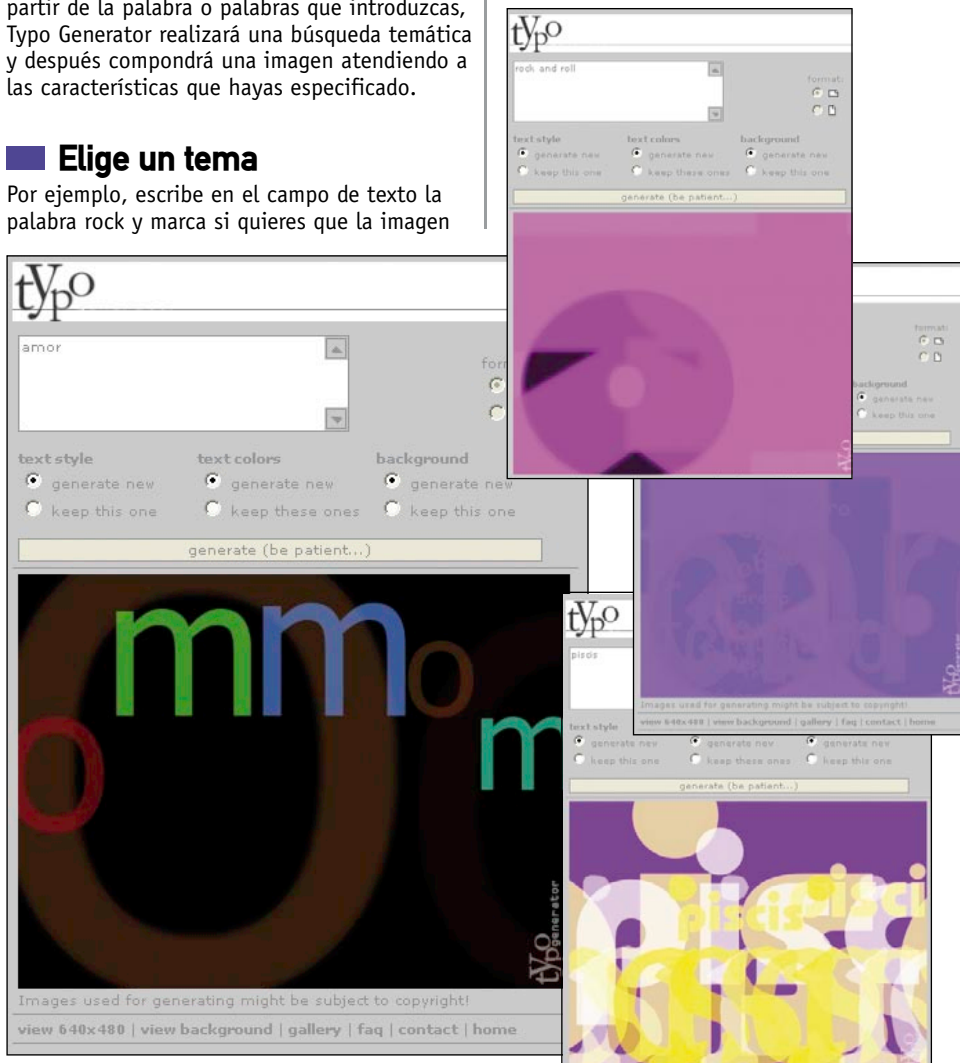 partir de la palabra o palabras que introduzcas,
Typo Generator realizará una búsqueda temática
y después compondrá una imagen atendiendo a
las características que hayas especificado.
Elige un tema
Por ejemplo, escribe en el campo de texto la
palabra rock y marca si quieres que la imagen
typo
rock and roll
format:
text style text colors background
generate new generate new generate new
keep this one keep these ones keep this one
generate (be patient...)
typo
typo
amor
form
text style text colors background
generate new generate new generate new
keep this one keep these ones keep this one
generate (be patient...)
o m m o m
typo generator
Images used for generating might be subject to copyright!
view 640x480 | view background | gallery | faq | contact | home
format:
background
generate new
keep this one
typo
Images used for generating might be subject to copyright!
view 640x480 | view background | gallery | faq | contact | home
typo
piscis
text style
generate new generate new generate new
keep this one keep these ones keep this one
generate (be patient...)
piscis pisci